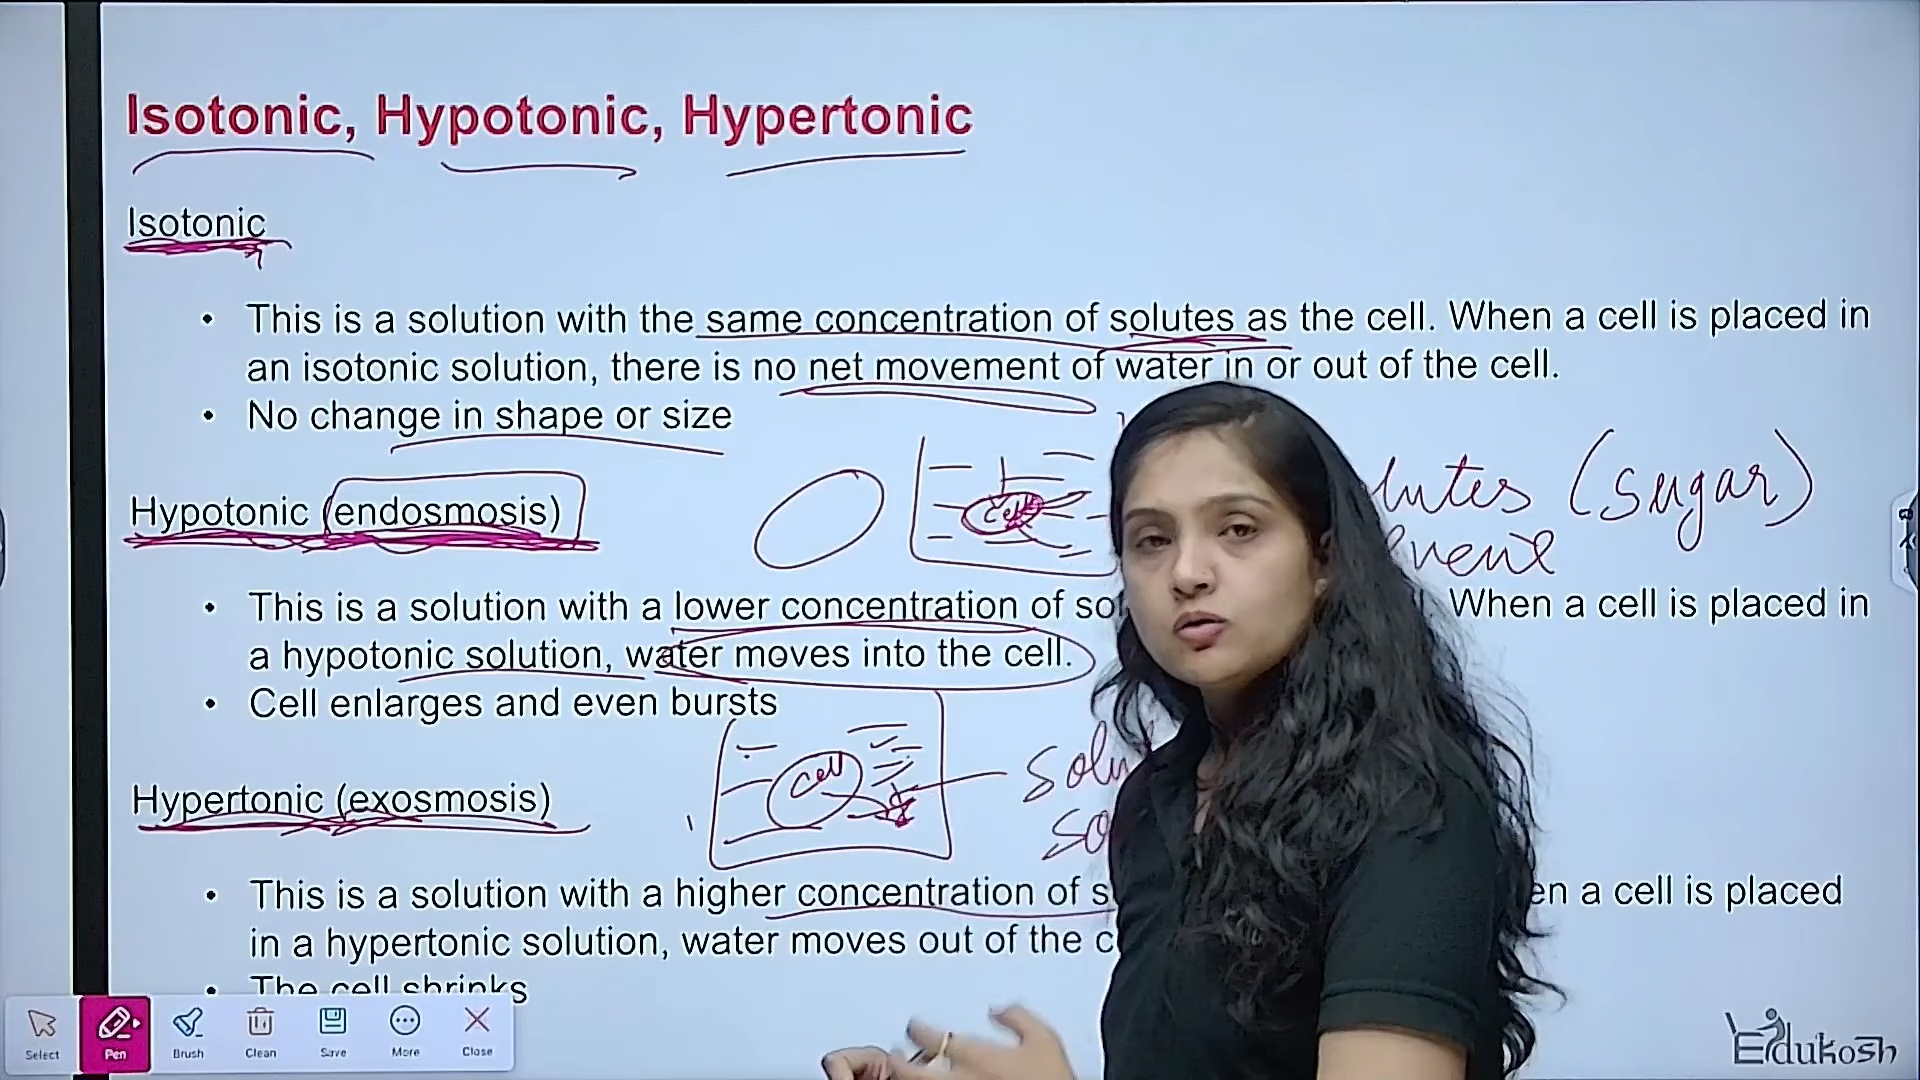 Isotonic, Hypotonic, Hypertonic
Isotonic
• This is a solution with the same concentration of solutes as the cell. When a cell is placed in
an isotonic solution, there is no net movement of water in or out of the cell.
• No change in shape or size
(sugar)
cell
Hypotonic (endosmosis)
• This is a solution with a lower concentration of When a cell is placed in
a hypotonic solution, water moves into the cell.
• Cell enlarges and even bursts
cell
Hypertonic (exosmosis)
• This is a solution with a higher concentration of a cell is placed
in a hypertonic solution, water moves out of the
• The cell shrinks
Select Pen Brush Clean Save More Close
Edukosh